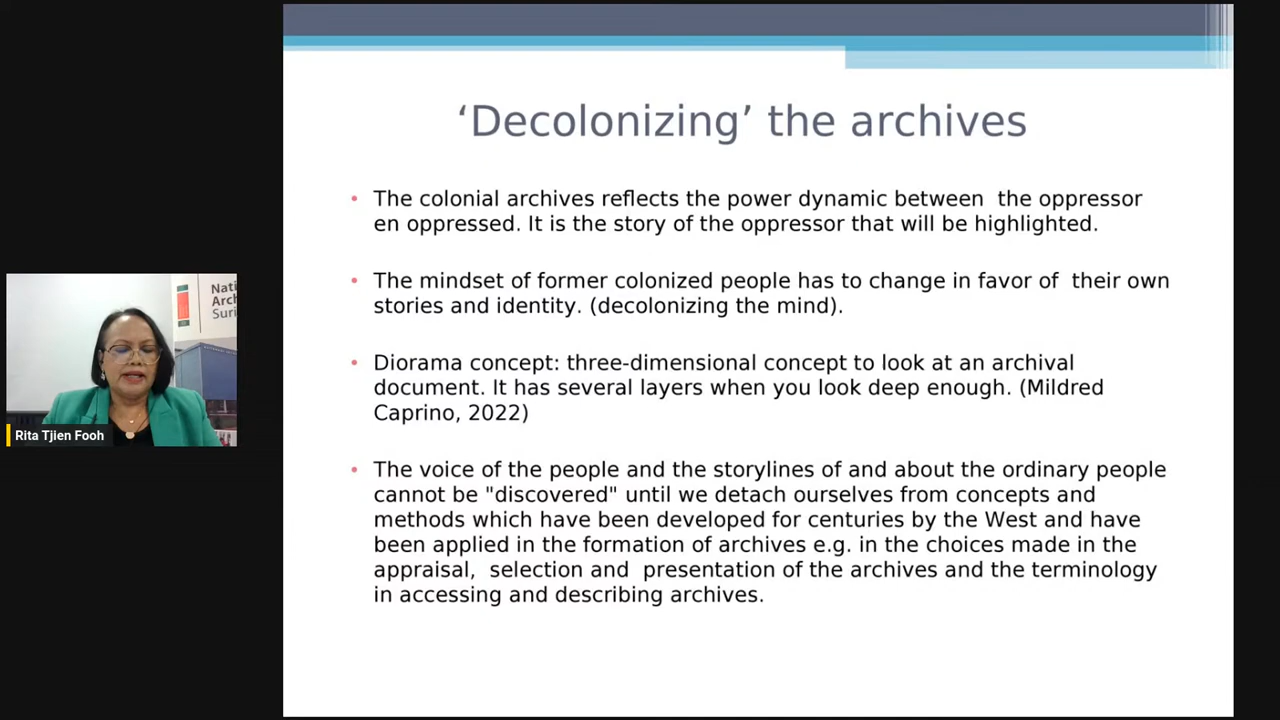 ‘Decolonizing’ the archives
• The colonial archives reflects the power dynamic between the oppressor
en oppressed. It is the story of the oppressor that will be highlighted.
• The mindset of former colonized people has to change in favor of their own
stories and identity. (decolonizing the mind).
• Diorama concept: three-dimensional concept to look at an archival
document. It has several layers when you look deep enough. (Mildred
Caprino, 2022)
• The voice of the people and the storylines of and about the ordinary people
cannot be "discovered" until we detach ourselves from concepts and
methods which have been developed for centuries by the West and have
been applied in the formation of archives e.g. in the choices made in the
appraisal, selection and presentation of the archives and the terminology
in accessing and describing archives.
Nati
Arch
Suri
Rita Tjien Fooh